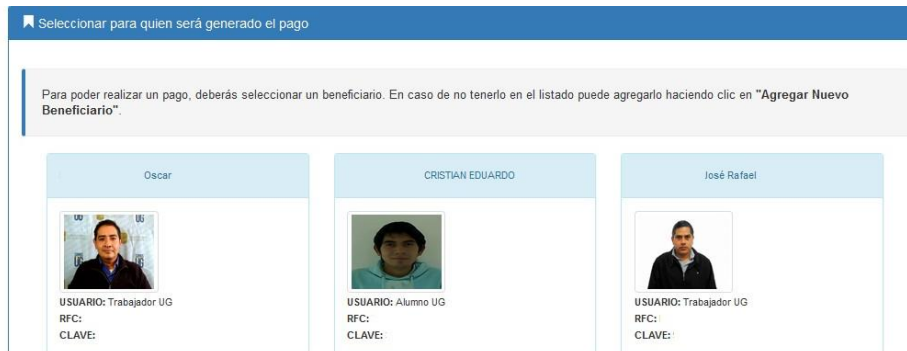 Seleccionar para quien será generado el pago
Para poder realizar un pago, deberás seleccionar un beneficiario. En caso de no tenerlo en el listado puede agregarlo haciendo clic en "Agregar Nuevo
Beneficiario".
Oscar
USUARIO: Trabajador UG
RFC:
CLAVE:
CRISTIAN EDUARDO
USUARIO: Alumno UG
RFC:
CLAVE:
José Rafael
USUARIO: Trabajador UG
RFC:
CLAVE: